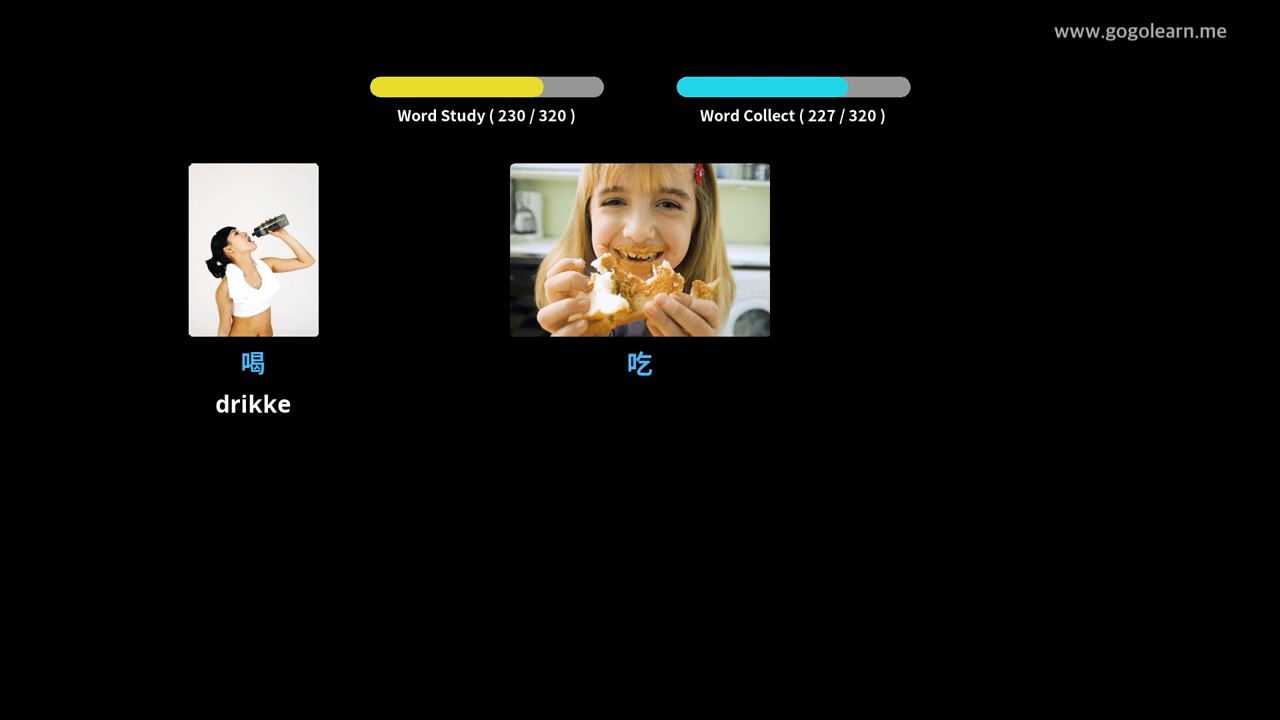 www.gogolearn.me
Word Study ( 230 / 320 )
Word Collect ( 227 / 320 )
喝
吃
drikke